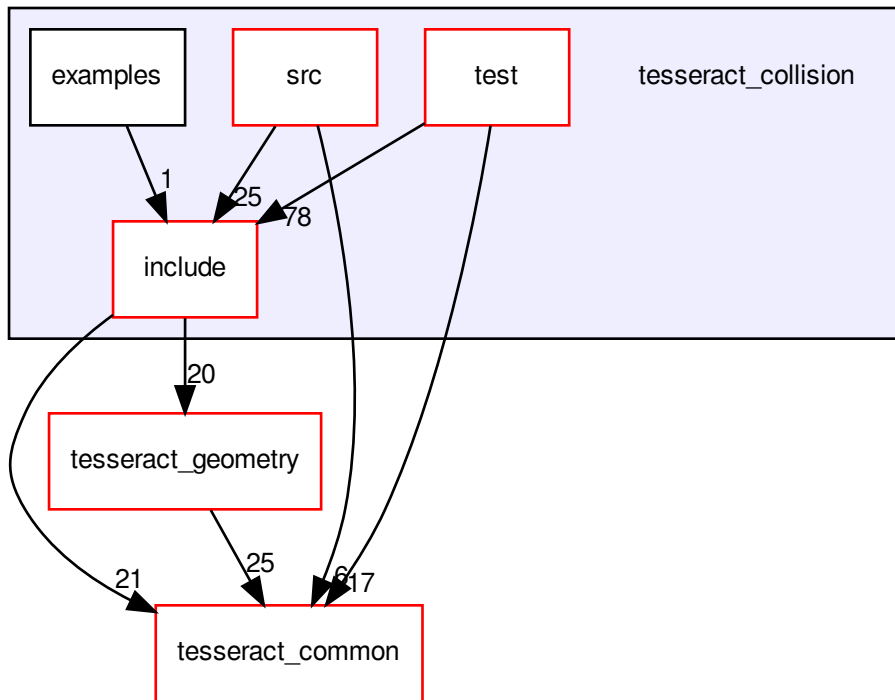 examples
src
test
tesseract_collision
1
25
78
include
20
tesseract_geometry
25
21
6
17
tesseract_common